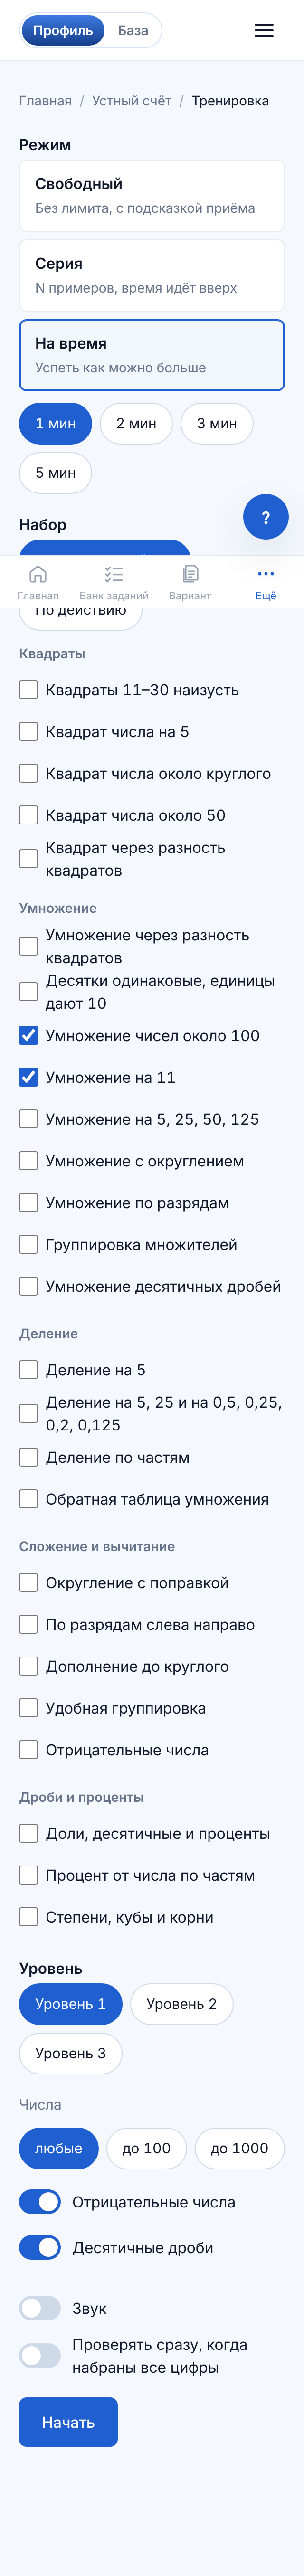 Профиль База
Главная / Устный счёт / Тренировка
Режим
Свободный
Без лимита, с подсказкой приёма
Серия
N примеров, время идёт вверх
На время
Успеть как можно больше
1 мин 2 мин 3 мин
5 мин
?
Набор
Главная Банк заданий Вариант Ещё
По действию
Квадраты
Квадраты 11–30 наизусть
Квадрат числа на 5
Квадрат числа около круглого
Квадрат числа около 50
Квадрат через разность
квадратов
Умножение
Умножение через разность
квадратов
Десятки одинаковые, единицы
дают 10
Умножение чисел около 100
Умножение на 11
Умножение на 5, 25, 50, 125
Умножение с округлением
Умножение по разрядам
Группировка множителей
Умножение десятичных дробей
Деление
Деление на 5
Деление на 5, 25 и на 0,5, 0,25,
0,2, 0,125
Деление по частям
Обратная таблица умножения
Сложение и вычитание
Округление с поправкой
По разрядам слева направо
Дополнение до круглого
Удобная группировка
Отрицательные числа
Дроби и проценты
Доли, десятичные и проценты
Процент от числа по частям
Степени, кубы и корни
Уровень
Уровень 1 Уровень 2
Уровень 3
Числа
любые до 100 до 1000
Отрицательные числа
Десятичные дроби
Звук
Проверять сразу, когда
набраны все цифры
Начать